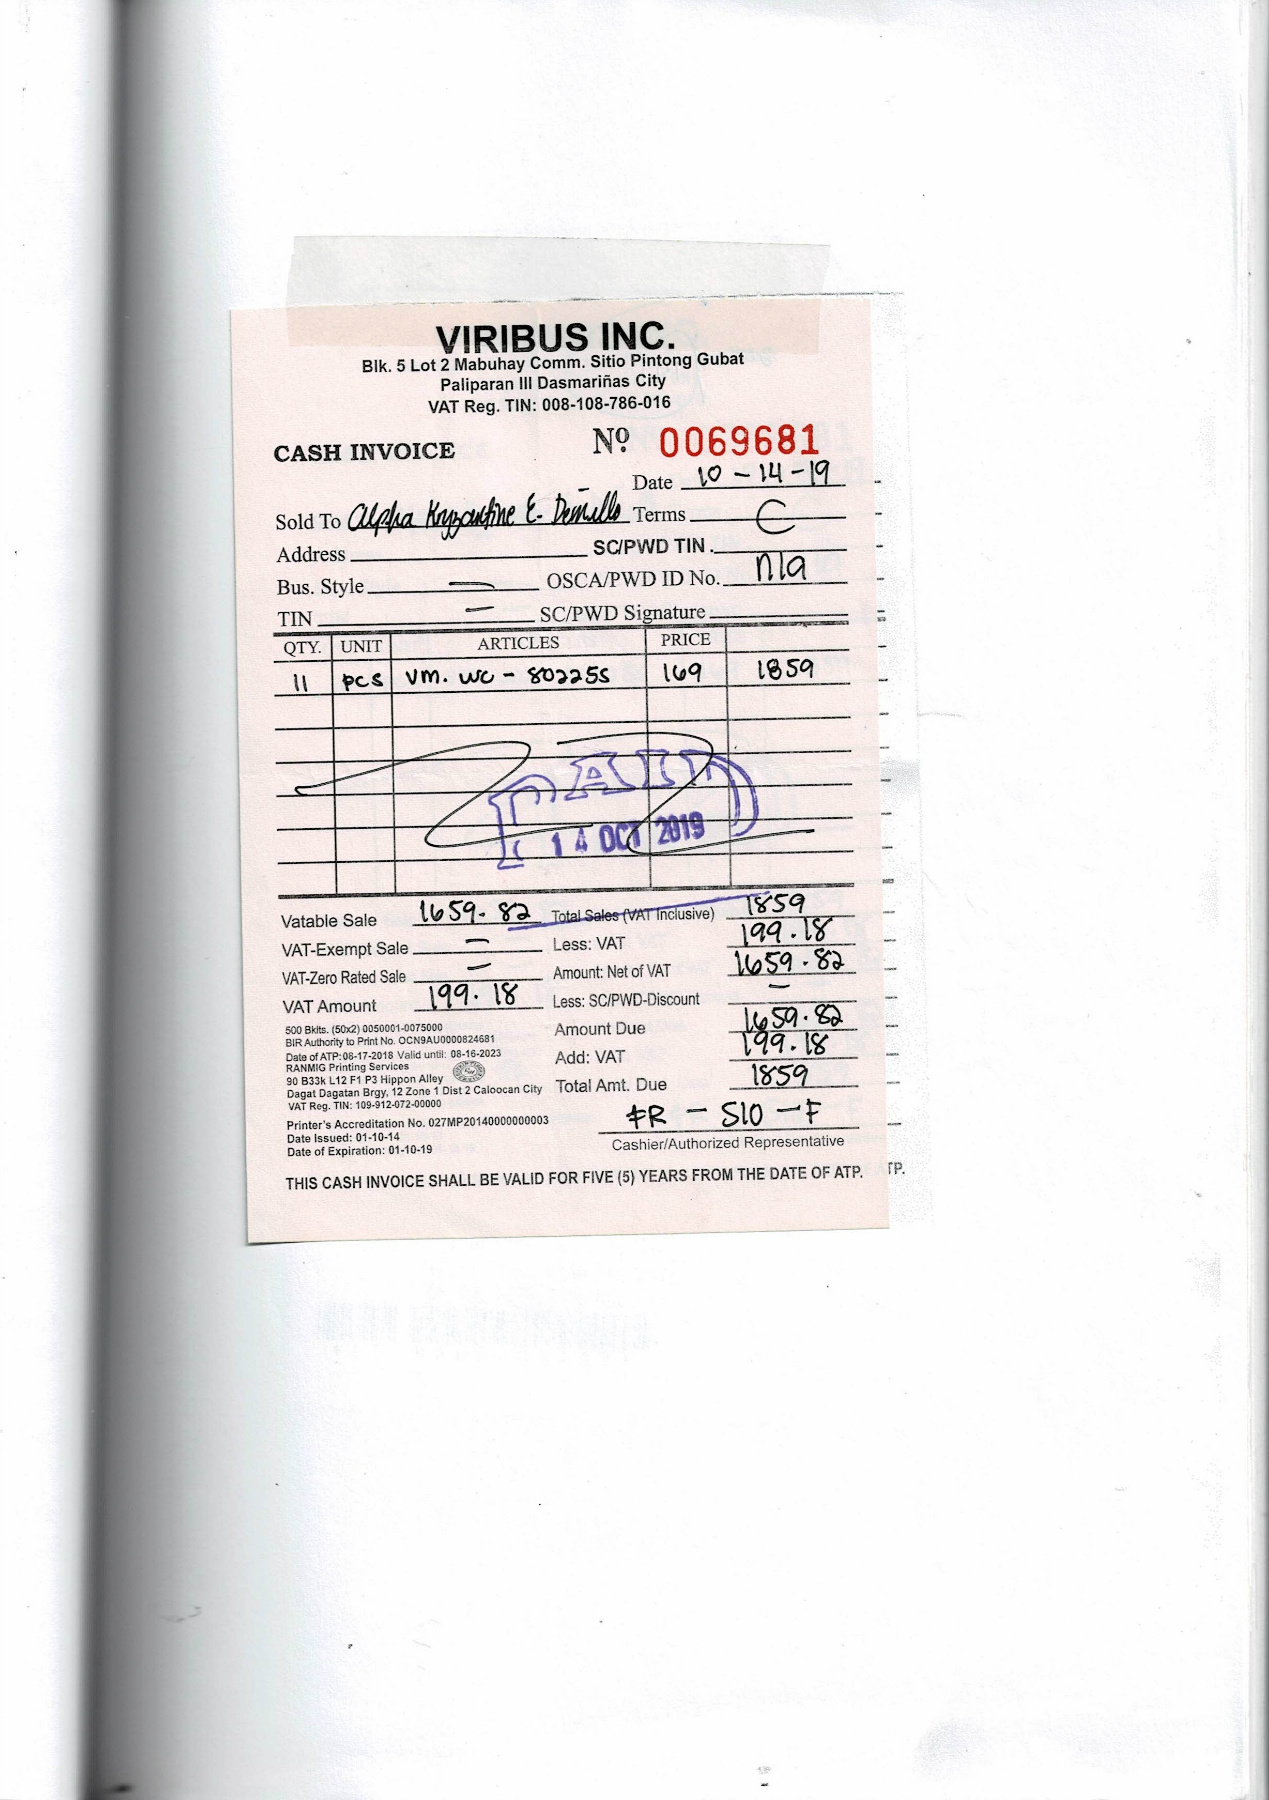 VIRIBUS INC.
Blk. 5 Lot 2 Mabuhay Comm. Sitio Pintong Gubat
Paliparan III Dasmariñas City
VAT Reg. TIN: 008-108-786-016
CASH INVOICE Nº 0069681
Date 10-14-19
Sold To Alpha Kryzantine E. Terms C
Address SC/PWD TIN.
Bus. Style — OSCA/PWD ID No. n/a
TIN — SC/PWD Signature
QTY. UNIT ARTICLES PRICE
11 pcs VM. WC - 80225S 169 1859
PAID
14 OCT 2019
Vatable Sale 1659.82 Total Sales (VAT Inclusive) 1859
VAT-Exempt Sale — Less: VAT 199.18
VAT-Zero Rated Sale — Amount: Net of VAT 1659.82
VAT Amount 199.18 Less: SC/PWD-Discount —
500 Bklts. (50x2) 0050001-0075000 Amount Due 1659.82
BIR Authority to Print No. OCN9AU0000824681
Date of ATP: 08-17-2018 Valid until: 08-16-2023 Add: VAT 199.18
RANMIG Printing Services
90 B33k L12 F1 P3 Hippon Alley
Dagat Dagatan Brgy, 12 Zone 1 Dist 2 Caloocan City Total Amt. Due 1859
VAT Reg. TIN: 109-912-072-00000
FR - S10 - F
Printer's Accreditation No. 027MP20140000000003
Date Issued: 01-10-14 Cashier/Authorized Representative
Date of Expiration: 01-10-19
THIS CASH INVOICE SHALL BE VALID FOR FIVE (5) YEARS FROM THE DATE OF ATP.
TP.